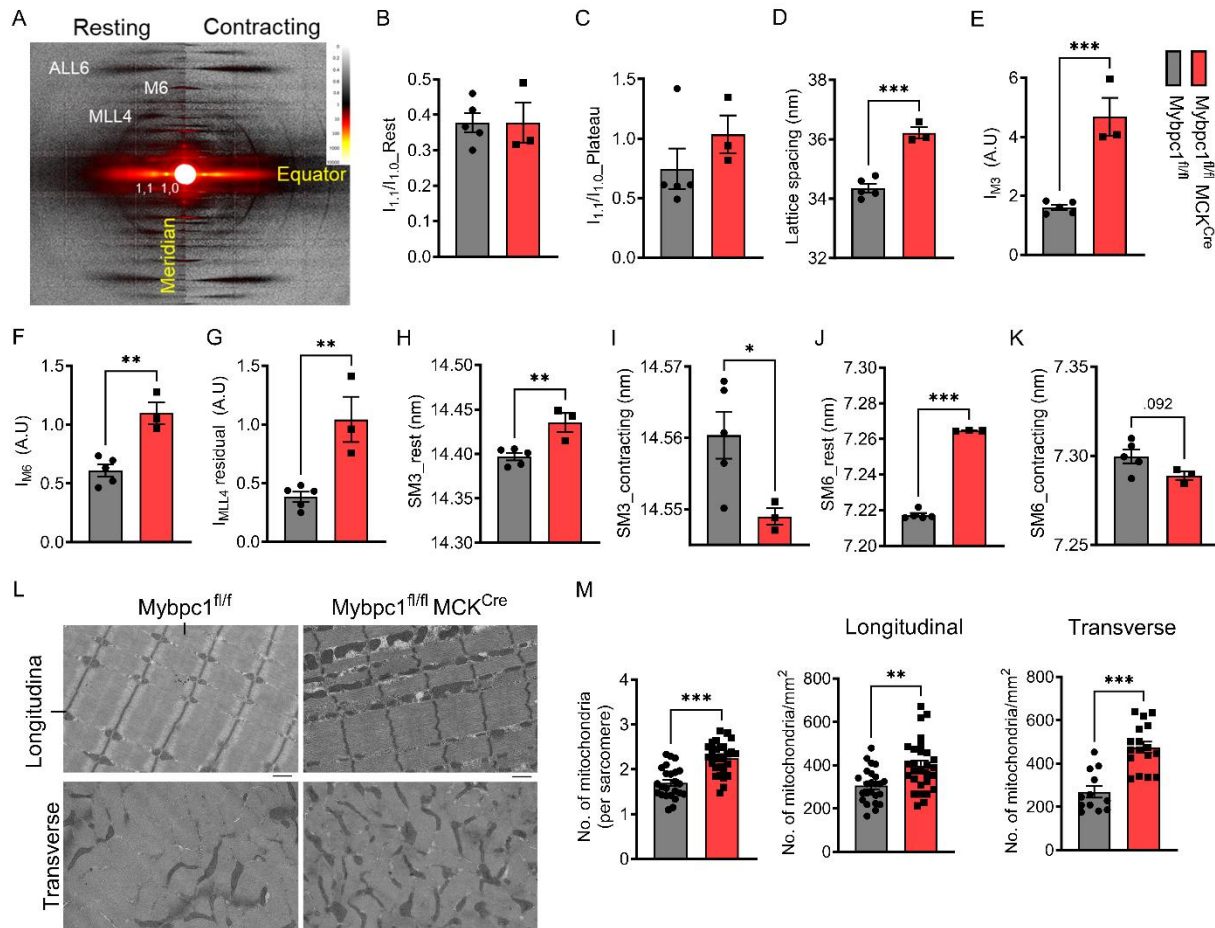 A
Resting Contracting
ALL6
M6
MLL4
1,1 1,0
Equator
Meridian
B
I1.1/I1.0_Rest
0.5
0.4
0.3
0.2
0.1
0.0
C
I1.1/I1.0_Plateau
1.5
1.0
0.5
0.0
D
Lattice spacing (nm)
38
36
34
32
***
E
IM3 (A.U)
6
4
2
0
***
Mybpc1fl/fl MCKCre
Mybpc1fl/fl
F
IM6 (A.U)
1.5
1.0
0.5
0.0
**
G
IMLL4 residual (A.U)
1.5
1.0
0.5
0.0
**
H
SM3_rest (nm)
14.50
14.45
14.40
14.35
14.30
**
I
SM3_contracting (nm)
14.57
14.56
14.55
*
J
SM6_rest (nm)
7.28
7.26
7.24
7.22
7.20
***
K
SM6_contracting (nm)
7.35
7.30
7.25
.092
L
Mybpc1fl/f
Mybpc1fl/fl MCKCre
Longitudina
Transverse
M
No. of mitochondria
(per sarcomere)
4
3
2
1
0
***
Longitudinal
No. of mitochondria/mm2
800
600
400
200
0
**
Transverse
No. of mitochondria/mm2
800
600
400
200
0
***